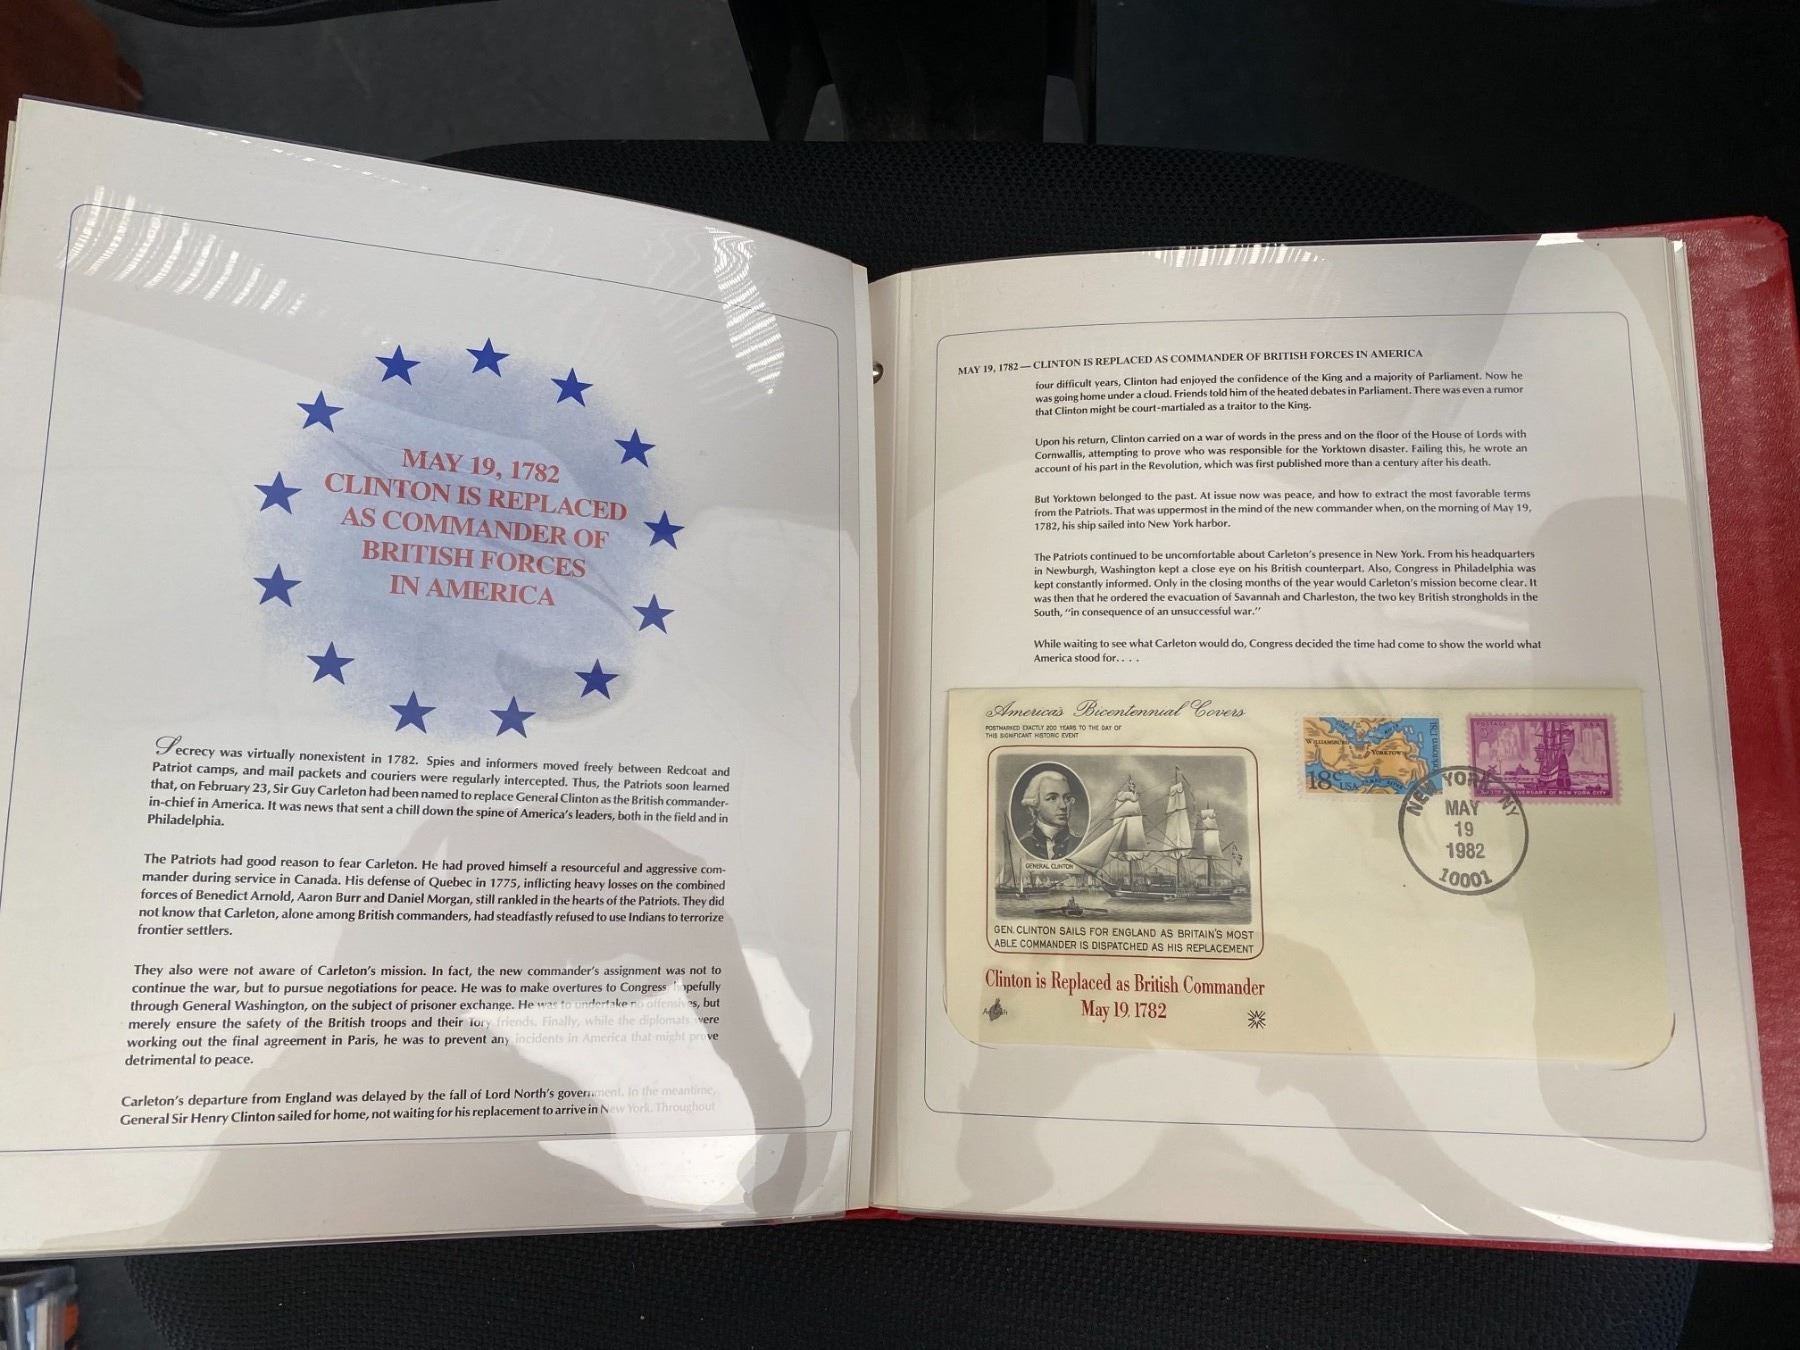 MAY 19, 1782
CLINTON IS REPLACED
AS COMMANDER OF
BRITISH FORCES
IN AMERICA
Secrecy was virtually nonexistent in 1782. Spies and informers moved freely between Redcoat and
Patriot camps, and mail packets and couriers were regularly intercepted. Thus, the Patriots soon learned
that, on February 23, Sir Guy Carleton had been named to replace General Clinton as the British commander-
in-chief in America. It was news that sent a chill down the spine of America's leaders, both in the field and in
Philadelphia.
The Patriots had good reason to fear Carleton. He had proved himself a resourceful and aggressive com-
mander during service in Canada. His defense of Quebec in 1775, inflicting heavy losses on the combined
forces of Benedict Arnold, Aaron Burr and Daniel Morgan, still rankled in the hearts of the Patriots. They did
not know that Carleton, alone among British commanders, had steadfastly refused to use Indians to terrorize
frontier settlers.
They also were not aware of Carleton's mission. In fact, the new commander's assignment was not to
continue the war, but to pursue negotiations for peace. He was to make overtures to Congress hopefully
through General Washington, on the subject of prisoner exchange. He was to undertake no offensives, but
merely ensure the safety of the British troops and their Tory friends. Finally, while the diplomats were
working out the final agreement in Paris, he was to prevent any incidents in America that might prove
detrimental to peace.
Carleton's departure from England was delayed by the fall of Lord North's government. In the meantime,
General Sir Henry Clinton sailed for home, not waiting for his replacement to arrive in New York. Throughout
MAY 19, 1782 — CLINTON IS REPLACED AS COMMANDER OF BRITISH FORCES IN AMERICA
four difficult years, Clinton had enjoyed the confidence of the King and a majority of Parliament. Now he
was going home under a cloud. Friends told him of the heated debates in Parliament. There was even a rumor
that Clinton might be court-martialed as a traitor to the King.
Upon his return, Clinton carried on a war of words in the press and on the floor of the House of Lords with
Cornwallis, attempting to prove who was responsible for the Yorktown disaster. Failing this, he wrote an
account of his part in the Revolution, which was first published more than a century after his death.
But Yorktown belonged to the past. At issue now was peace, and how to extract the most favorable terms
from the Patriots. That was uppermost in the mind of the new commander when, on the morning of May 19,
1782, his ship sailed into New York harbor.
The Patriots continued to be uncomfortable about Carleton's presence in New York. From his headquarters
in Newburgh, Washington kept a close eye on his British counterpart. Also, Congress in Philadelphia was
kept constantly informed. Only in the closing months of the year would Carleton's mission become clear. It
was then that he ordered the evacuation of Savannah and Charleston, the two key British strongholds in the
South, "in consequence of an unsuccessful war."
While waiting to see what Carleton would do, Congress decided the time had come to show the world what
America stood for. . . .
America's Bicentennial Covers
POSTMARKED EXACTLY 200 YEARS TO THE DAY OF
THIS SIGNIFICANT HISTORIC EVENT
GENERAL CLINTON
GEN. CLINTON SAILS FOR ENGLAND AS BRITAIN'S MOST
ABLE COMMANDER IS DISPATCHED AS HIS REPLACEMENT
Clinton is Replaced as British Commander
May 19, 1782
WILLIAMSBURG
YORKTOWN
Yorktown 1781
18c USA
POSTAGE
U.S.A.
ANNIVERSARY OF NEW YORK CITY
NEW YORK NY
MAY
19
1982
10001